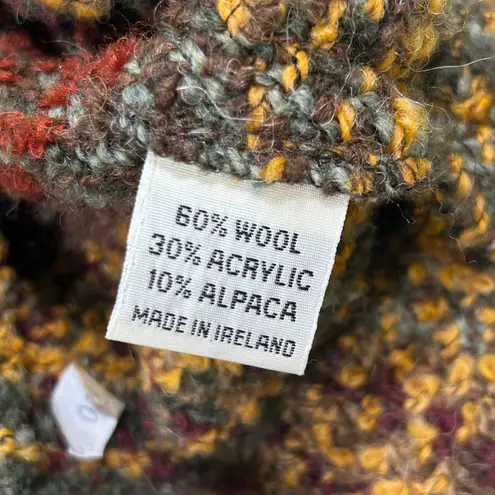 60% WOOL
30% ACRYLIC
10% ALPACA
MADE IN IRELAND